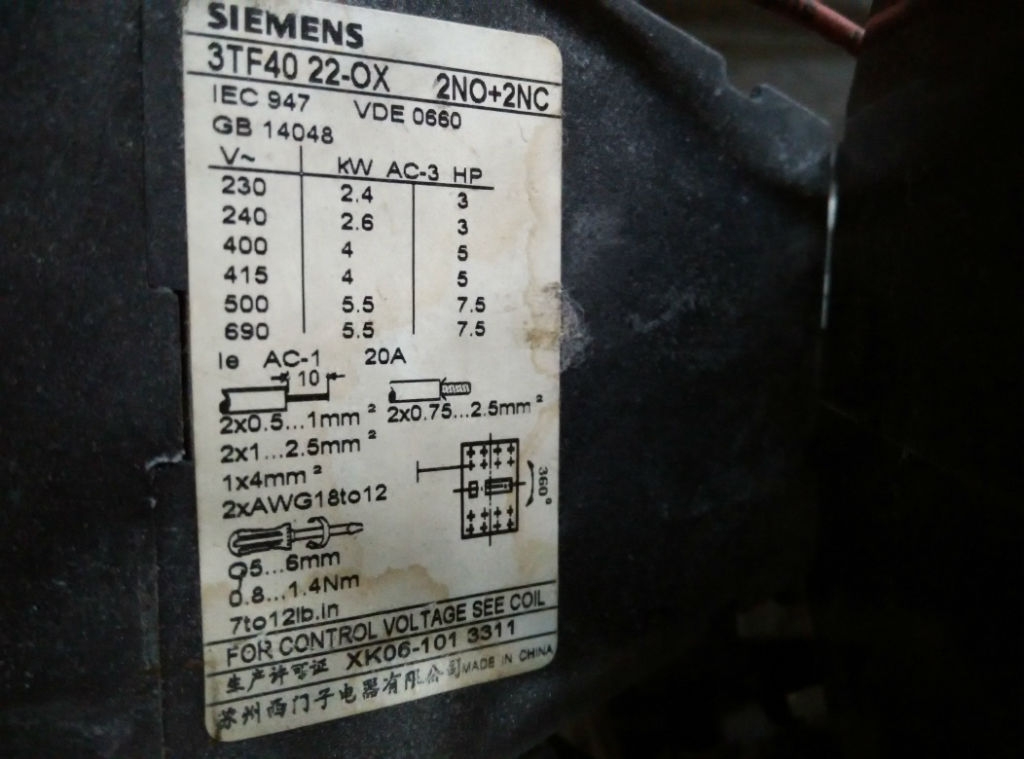 SIEMENS
3TF40 22-OX 2NO+2NC
IEC 947 VDE 0660
GB 14048
V~ kW AC-3 HP
230 2.4 3
240 2.6 3
400 4 5
415 4 5
500 5.5 7.5
690 5.5 7.5
Ie AC-1 20A
10
2x0.5...1mm² 2x0.75...2.5mm²
2x1...2.5mm²
1x4mm²
2xAWG18to12
360°
Ø5...6mm
0.8...1.4Nm
7to12lb.in
FOR CONTROL VOLTAGE SEE COIL
生产许可证 XK06-101 3311
苏州西门子电器有限公司 MADE IN CHINA